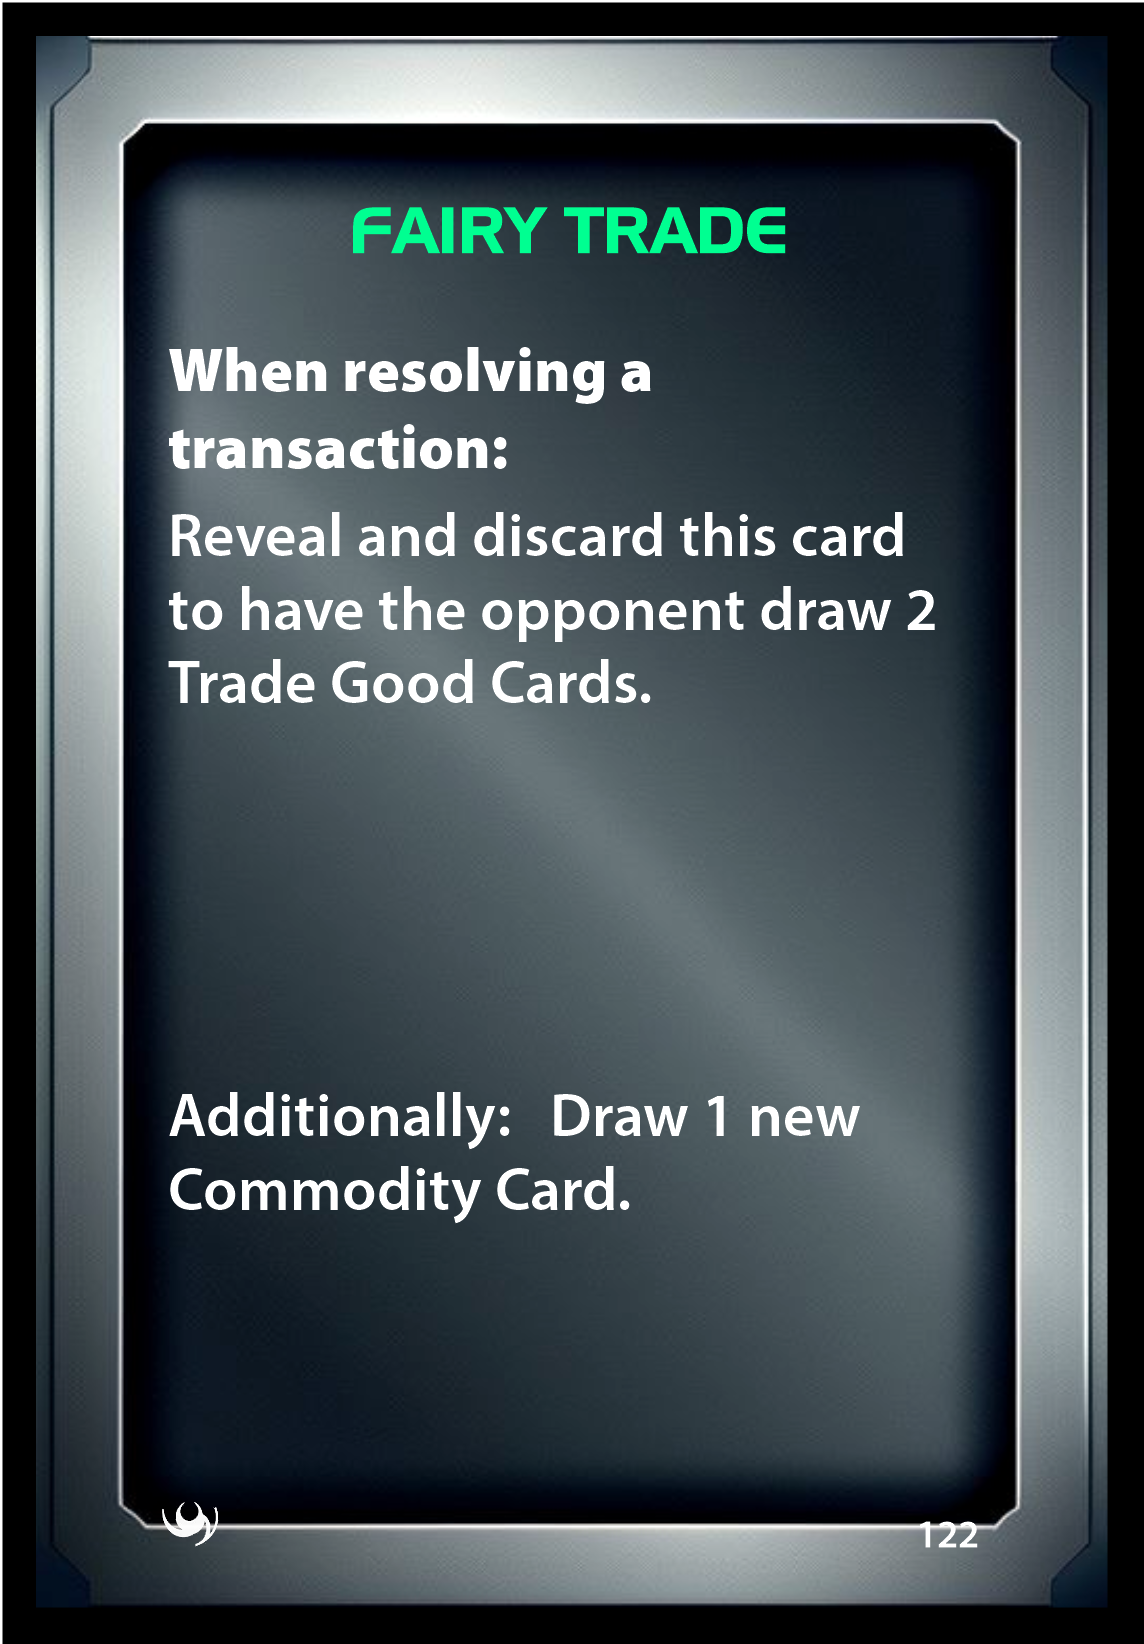 FAIRY TRADE
When resolving a
transaction:
Reveal and discard this card
to have the opponent draw 2
Trade Good Cards.
Additionally:   Draw 1 new
Commodity Card.
122